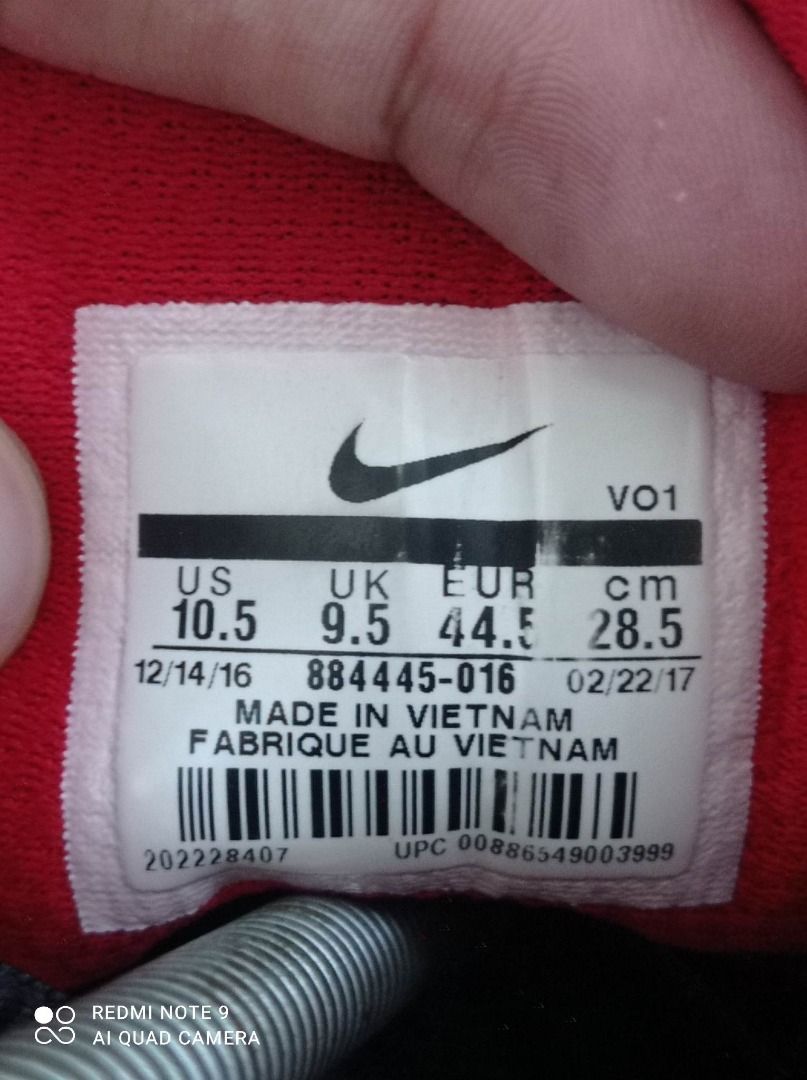 VO1
US UK EUR cm
10.5 9.5 44.5 28.5
12/14/16 884445-016 02/22/17
MADE IN VIETNAM
FABRIQUE AU VIETNAM
202228407 UPC 00886549003999
REDMI NOTE 9
AI QUAD CAMERA